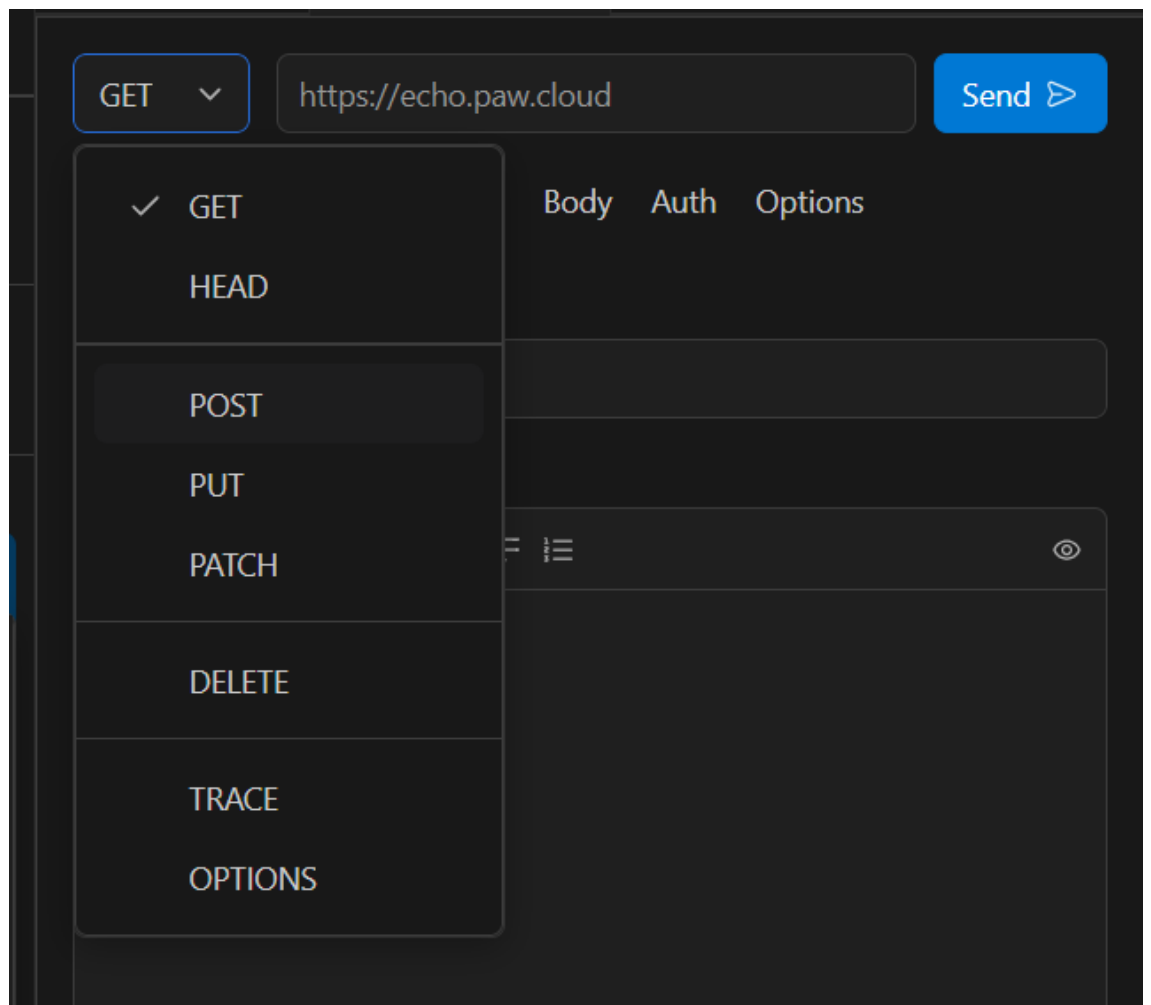 GET https://echo.paw.cloud Send
GET Body Auth Options
HEAD
POST
PUT
PATCH
DELETE
TRACE
OPTIONS